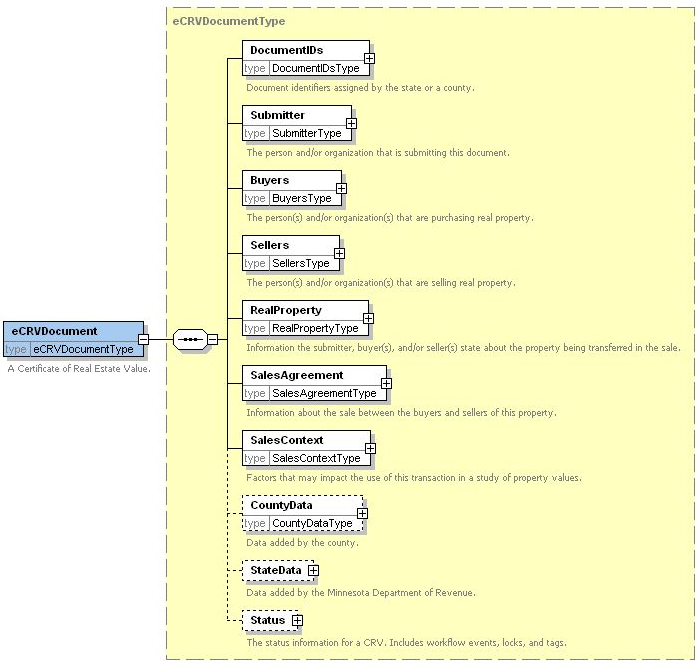 eCRVDocumentType
DocumentIDs
type DocumentIDsType
Document identifiers assigned by the state or a county.
Submitter
type SubmitterType
The person and/or organization that is submitting this document.
Buyers
type BuyersType
The person(s) and/or organization(s) that are purchasing real property.
Sellers
type SellersType
The person(s) and/or organization(s) that are selling real property.
RealProperty
type RealPropertyType
Information the submitter, buyer(s), and/or seller(s) state about the property being transferred in the sale.
eCRVDocument
type eCRVDocumentType
A Certificate of Real Estate Value.
SalesAgreement
type SalesAgreementType
Information about the sale between the buyers and sellers of this property.
SalesContext
type SalesContextType
Factors that may impact the use of this transaction in a study of property values.
CountyData
type CountyDataType
Data added by the county.
StateData
Data added by the Minnesota Department of Revenue.
Status
The status information for a CRV. Includes workflow events, locks, and tags.